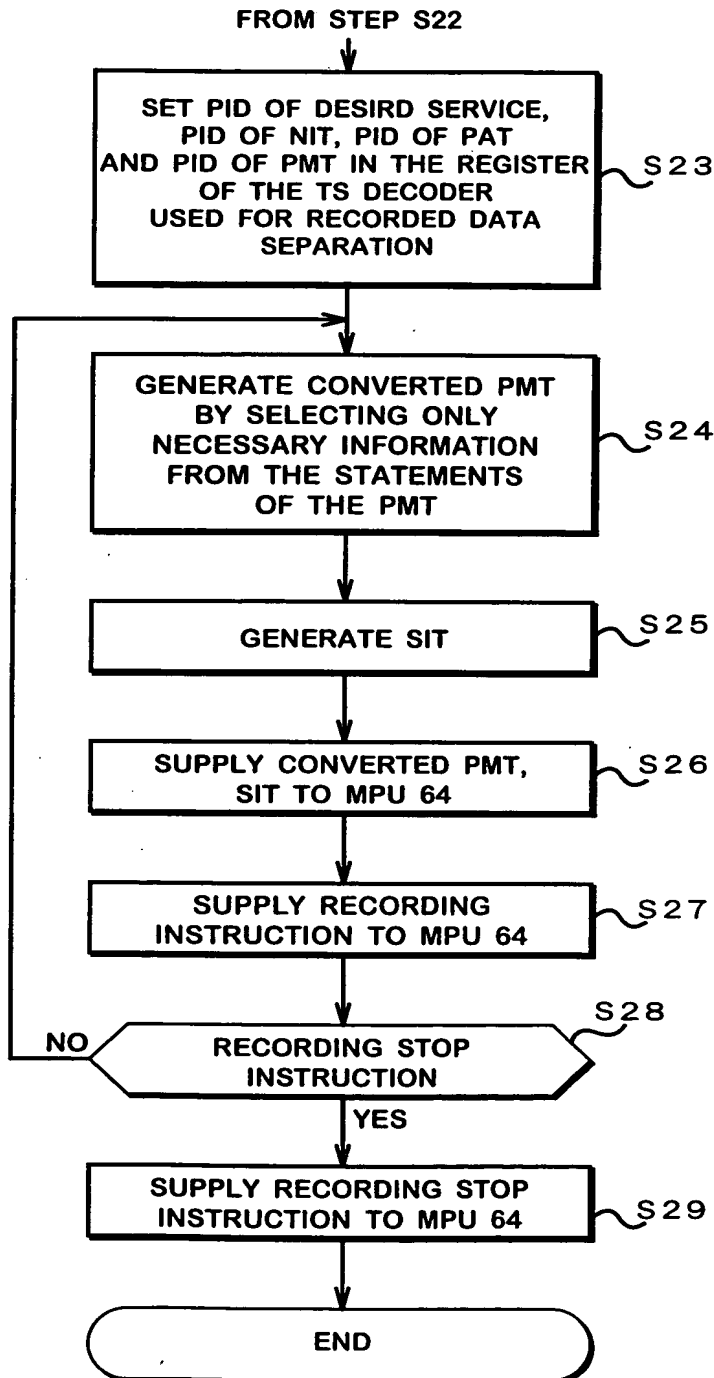 FROM STEP S22
SET PID OF DESIRD SERVICE,
PID OF NIT, PID OF PAT
AND PID OF PMT IN THE REGISTER
OF THE TS DECODER
USED FOR RECORDED DATA
SEPARATION
S23
GENERATE CONVERTED PMT
BY SELECTING ONLY
NECESSARY INFORMATION
FROM THE STATEMENTS
OF THE PMT
S24
GENERATE SIT
S25
SUPPLY CONVERTED PMT,
SIT TO MPU 64
S26
SUPPLY RECORDING
INSTRUCTION TO MPU 64
S27
RECORDING STOP
INSTRUCTION
S28
NO
YES
SUPPLY RECORDING STOP
INSTRUCTION TO MPU 64
S29
END